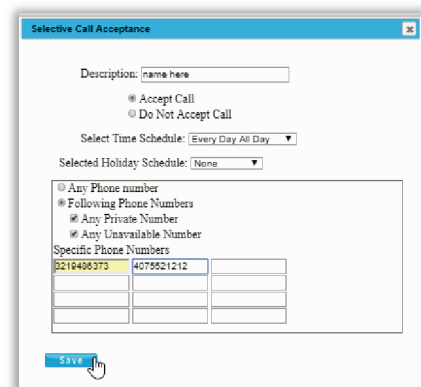 Selective Call Acceptance
Description: name here
Accept Call
Do Not Accept Call
Select Time Schedule: Every Day All Day
Selected Holiday Schedule: None
Any Phone number
Following Phone Numbers
Any Private Number
Any Unavailable Number
Specific Phone Numbers
3219486373 4075521212
Save